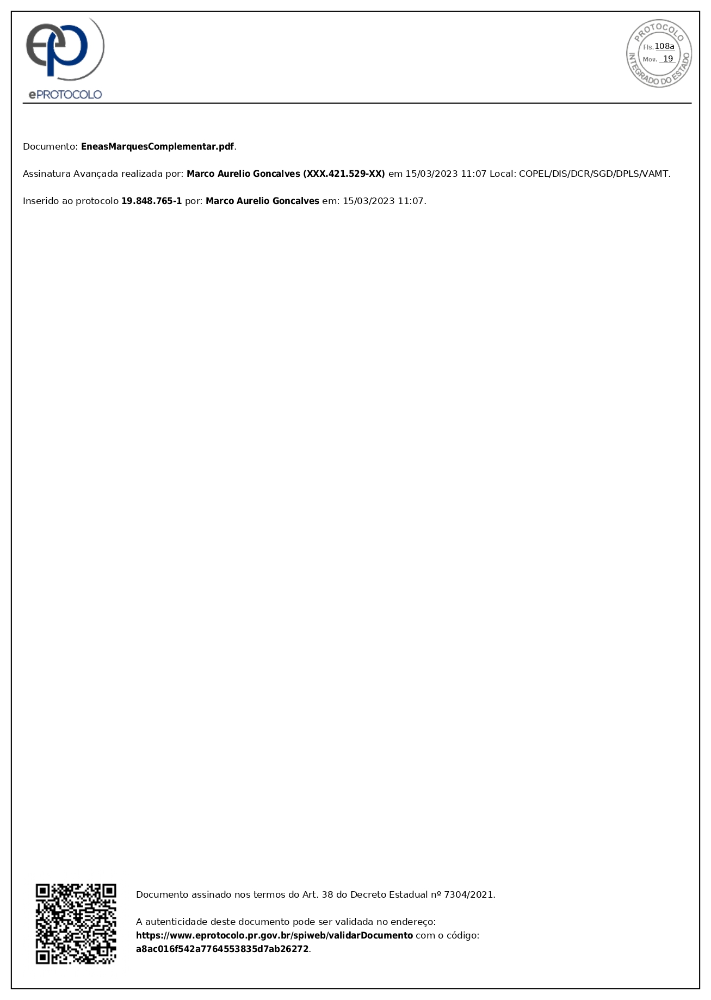 ep
ePROTOCOLO
PROTOCOLO
INTEGRADO DO ESTADO
Fls. 108a
Mov. 19
Documento: EneasMarquesComplementar.pdf.
Assinatura Avançada realizada por: Marco Aurelio Goncalves (XXX.421.529-XX) em 15/03/2023 11:07 Local: COPEL/DIS/DCR/SGD/DPLS/VAMT.
Inserido ao protocolo 19.848.765-1 por: Marco Aurelio Goncalves em: 15/03/2023 11:07.
Documento assinado nos termos do Art. 38 do Decreto Estadual nº 7304/2021.
A autenticidade deste documento pode ser validada no endereço:
https://www.eprotocolo.pr.gov.br/spiweb/validarDocumento com o código:
a8ac016f542a7764553835d7ab26272.